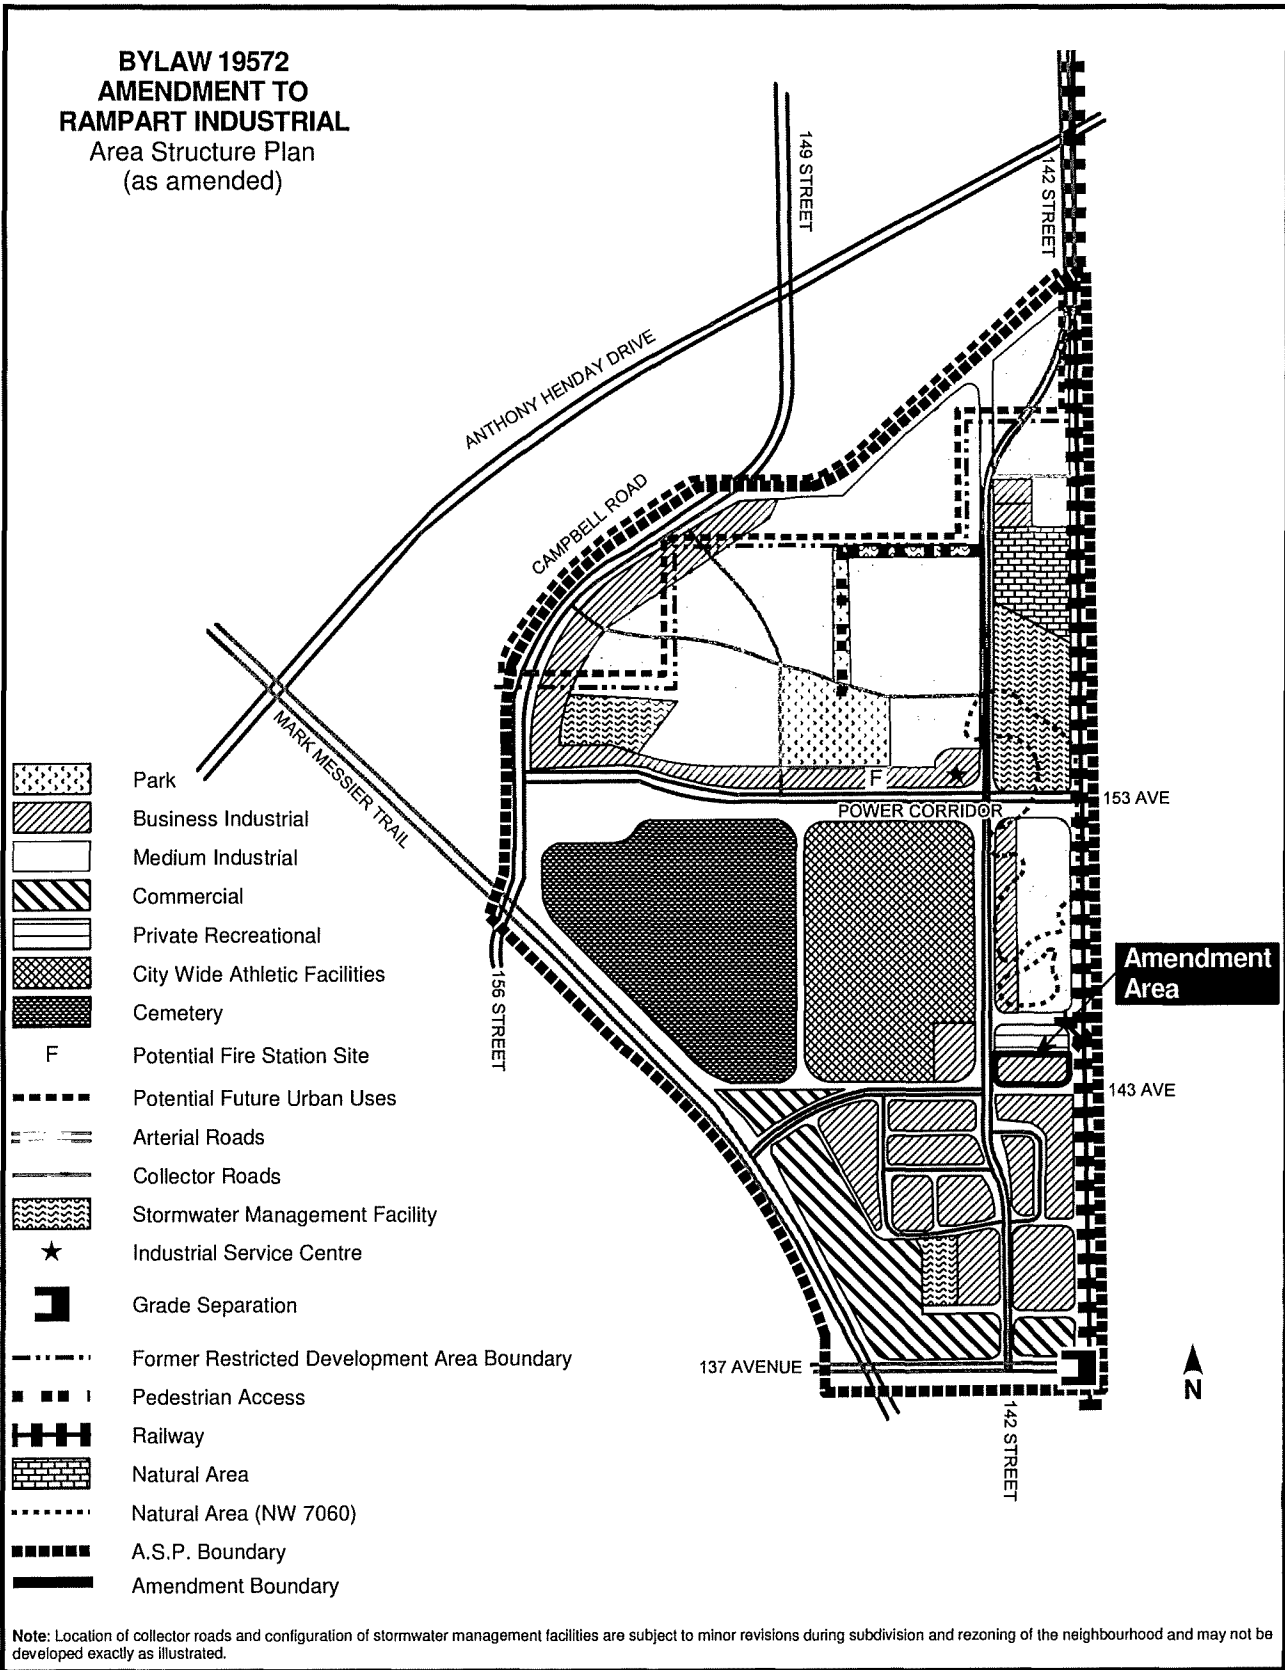 BYLAW 19572
AMENDMENT TO
RAMPART INDUSTRIAL
Area Structure Plan
(as amended)
149 STREET
142 STREET
ANTHONY HENDAY DRIVE
CAMPBELL ROAD
MARK MESSIER TRAIL
F
153 AVE
POWER CORRIDOR
Amendment
Area
156 STREET
143 AVE
137 AVENUE
142 STREET
N
Park
Business Industrial
Medium Industrial
Commercial
Private Recreational
City Wide Athletic Facilities
Cemetery
F Potential Fire Station Site
Potential Future Urban Uses
Arterial Roads
Collector Roads
Stormwater Management Facility
Industrial Service Centre
Grade Separation
Former Restricted Development Area Boundary
Pedestrian Access
Railway
Natural Area
Natural Area (NW 7060)
A.S.P. Boundary
Amendment Boundary
Note: Location of collector roads and configuration of stormwater management facilities are subject to minor revisions during subdivision and rezoning of the neighbourhood and may not be
developed exactly as illustrated.